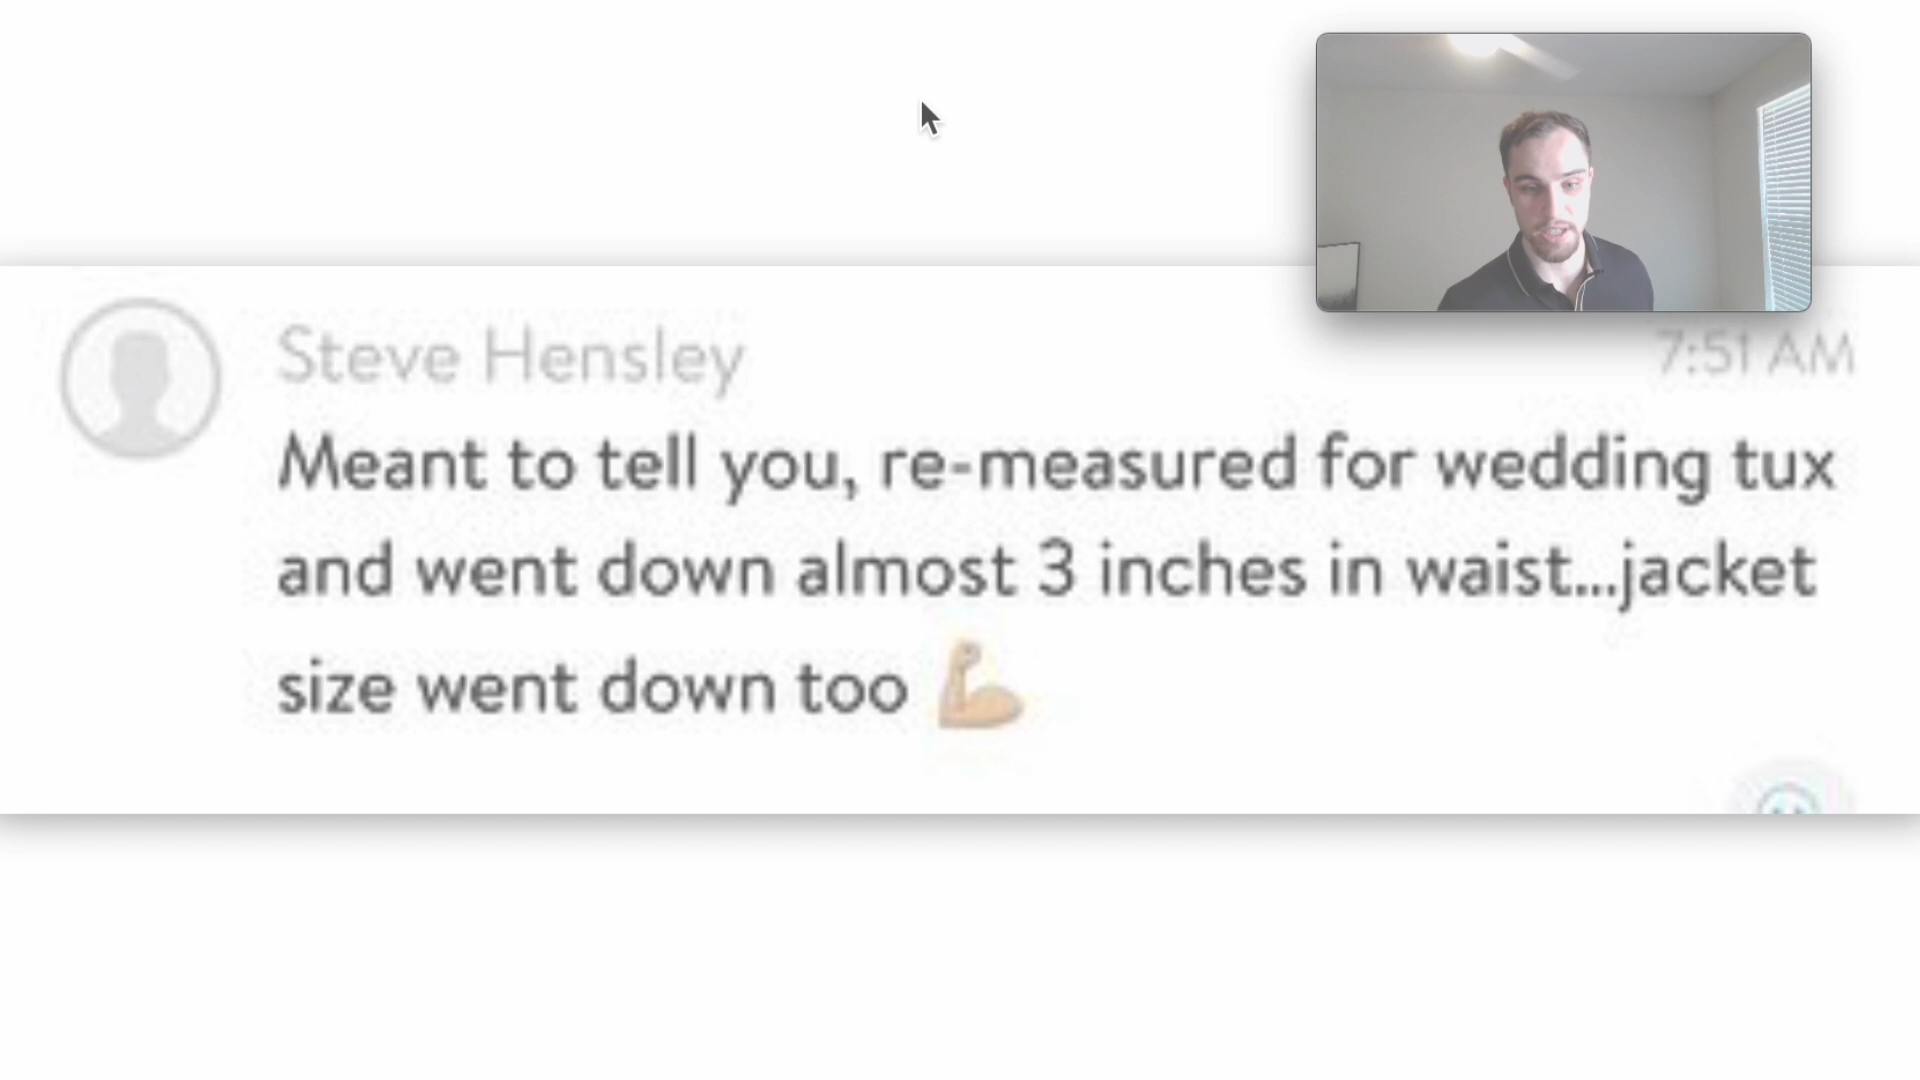 Steve Hensley 7:51 AM
Meant to tell you, re-measured for wedding tux
and went down almost 3 inches in waist...jacket
size went down too 💪🏼